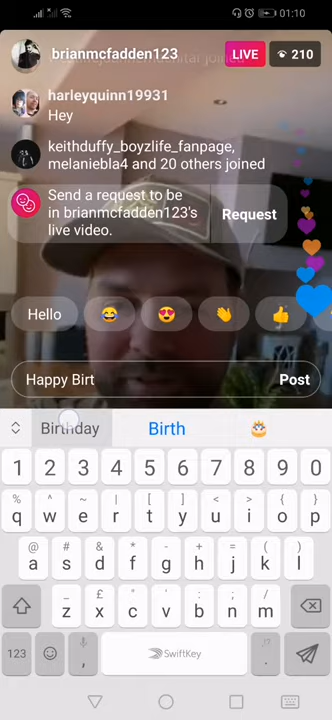 01:10
brianmcfadden123
LIVE
210
harleyquinn19931
Hey
keithduffy_boyzlife_fanpage,
melaniebla4 and 20 others joined
Send a request to be
in brianmcfadden123's
live video.
Request
Hello
Happy Birt
Post
Birthday Birth
1 2 3 4 5 6 7 8 9 0
% ^ ~ | [ ] < > { }
q w e r t y u i o p
@ # & * - + = ( )
a s d f g h j k l
_ £ " ' : ; /
z x c v b n m
123 , SwiftKey .
!?